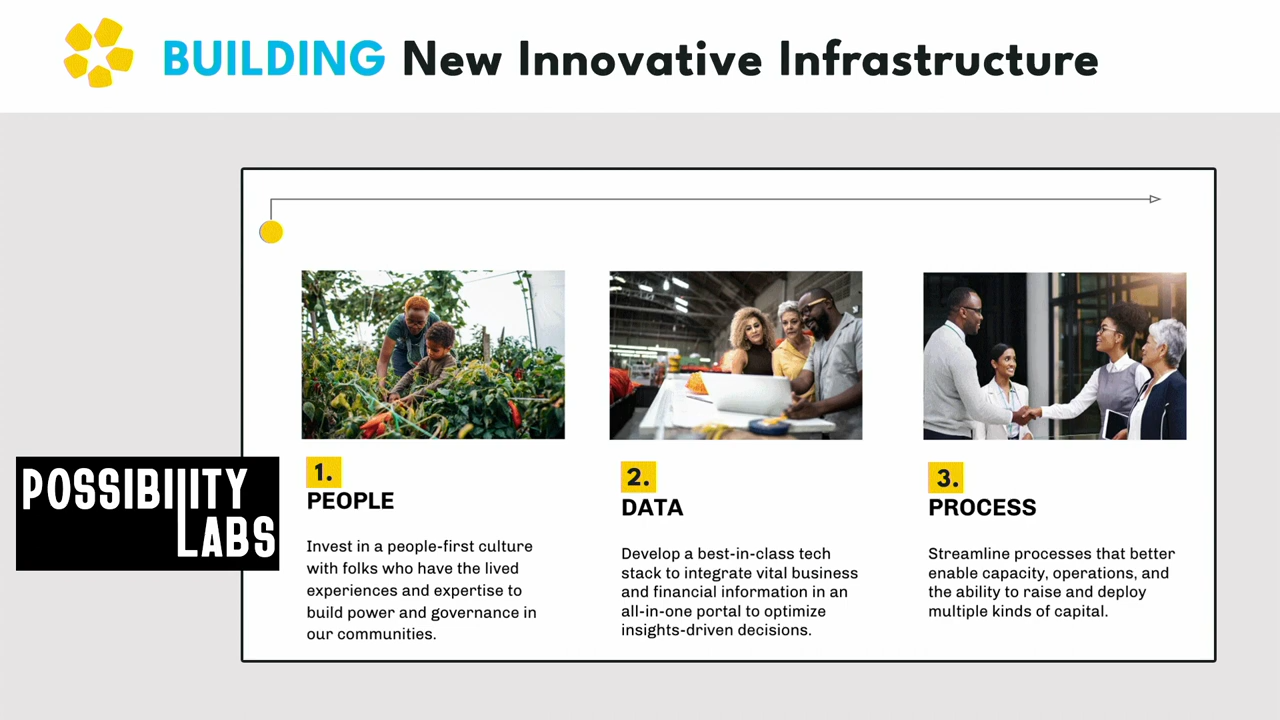 BUILDING New Innovative Infrastructure
POSSIBILITY
LABS
1.
PEOPLE
Invest in a people-first culture
with folks who have the lived
experiences and expertise to
build power and governance in
our communities.
2.
DATA
Develop a best-in-class tech
stack to integrate vital business
and financial information in an
all-in-one portal to optimize
insights-driven decisions.
3.
PROCESS
Streamline processes that better
enable capacity, operations, and
the ability to raise and deploy
multiple kinds of capital.